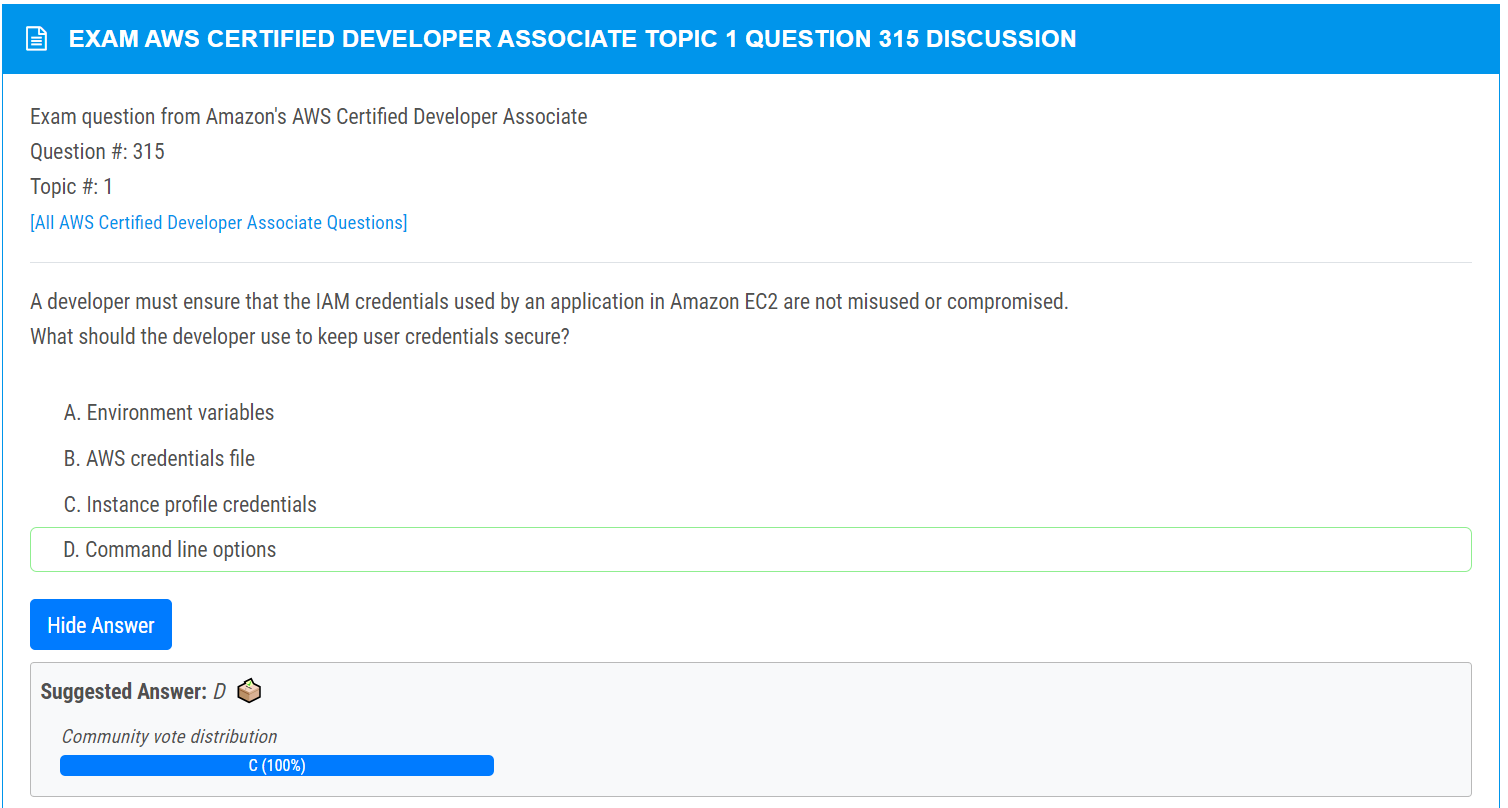 EXAM AWS CERTIFIED DEVELOPER ASSOCIATE TOPIC 1 QUESTION 315 DISCUSSION
Exam question from Amazon's AWS Certified Developer Associate
Question #: 315
Topic #: 1
[All AWS Certified Developer Associate Questions]
A developer must ensure that the IAM credentials used by an application in Amazon EC2 are not misused or compromised.
What should the developer use to keep user credentials secure?
A. Environment variables
B. AWS credentials file
C. Instance profile credentials
D. Command line options
Hide Answer
Suggested Answer: D
Community vote distribution
C (100%)